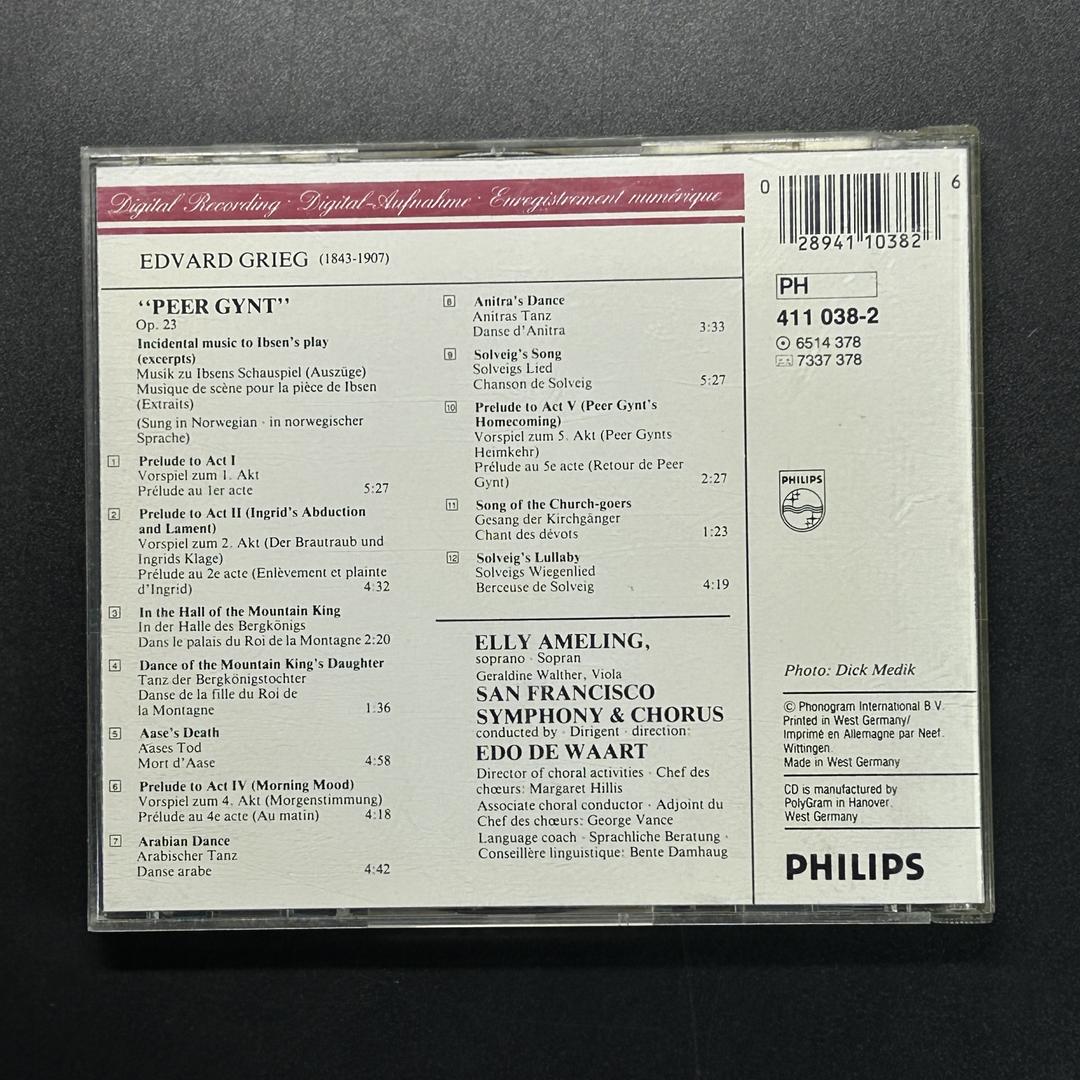 Digital Recording · Digital-Aufnahme · Enregistrement numérique
EDVARD GRIEG (1843-1907)
“PEER GYNT”
Op. 23
Incidental music to Ibsen's play
(excerpts)
Musik zu Ibsens Schauspiel (Auszüge)
Musique de scène pour la pièce de Ibsen
(Extraits)
(Sung in Norwegian · in norwegischer
Sprache)
1 Prelude to Act I
Vorspiel zum 1. Akt
Prélude au 1er acte 5:27
2 Prelude to Act II (Ingrid's Abduction
and Lament)
Vorspiel zum 2. Akt (Der Brautraub und
Ingrids Klage)
Prélude au 2e acte (Enlèvement et plainte
d'Ingrid) 4:32
3 In the Hall of the Mountain King
In der Halle des Bergkönigs
Dans le palais du Roi de la Montagne 2:20
4 Dance of the Mountain King's Daughter
Tanz der Bergkönigstochter
Danse de la fille du Roi de
la Montagne 1:36
5 Aase's Death
Aases Tod
Mort d'Aase 4:58
6 Prelude to Act IV (Morning Mood)
Vorspiel zum 4. Akt (Morgenstimmung)
Prélude au 4e acte (Au matin) 4:18
7 Arabian Dance
Arabischer Tanz
Danse arabe 4:42
8 Anitra's Dance
Anitras Tanz
Danse d'Anitra 3:33
9 Solveig's Song
Solveigs Lied
Chanson de Solveig 5:27
10 Prelude to Act V (Peer Gynt's
Homecoming)
Vorspiel zum 5. Akt (Peer Gynts
Heimkehr)
Prélude au 5e acte (Retour de Peer
Gynt) 2:27
11 Song of the Church-goers
Gesang der Kirchgänger
Chant des dévots 1:23
12 Solveig's Lullaby
Solveigs Wiegenlied
Berceuse de Solveig 4:19
ELLY AMELING,
soprano · Sopran
Geraldine Walther, Viola
SAN FRANCISCO
SYMPHONY & CHORUS
conducted by · Dirigent · direction:
EDO DE WAART
Director of choral activities · Chef des
chœurs: Margaret Hillis
Associate choral conductor · Adjoint du
Chef des chœurs: George Vance
Language coach · Sprachliche Beratung ·
Conseillère linguistique: Bente Damhaug
0 28941 10382 6
PH
411 038-2
6514 378
7337 378
PHILIPS
Photo: Dick Medik
© Phonogram International B.V.
Printed in West Germany/
Imprimé en Allemagne par Neef.
Wittingen.
Made in West Germany
CD is manufactured by
PolyGram in Hanover,
West Germany
PHILIPS